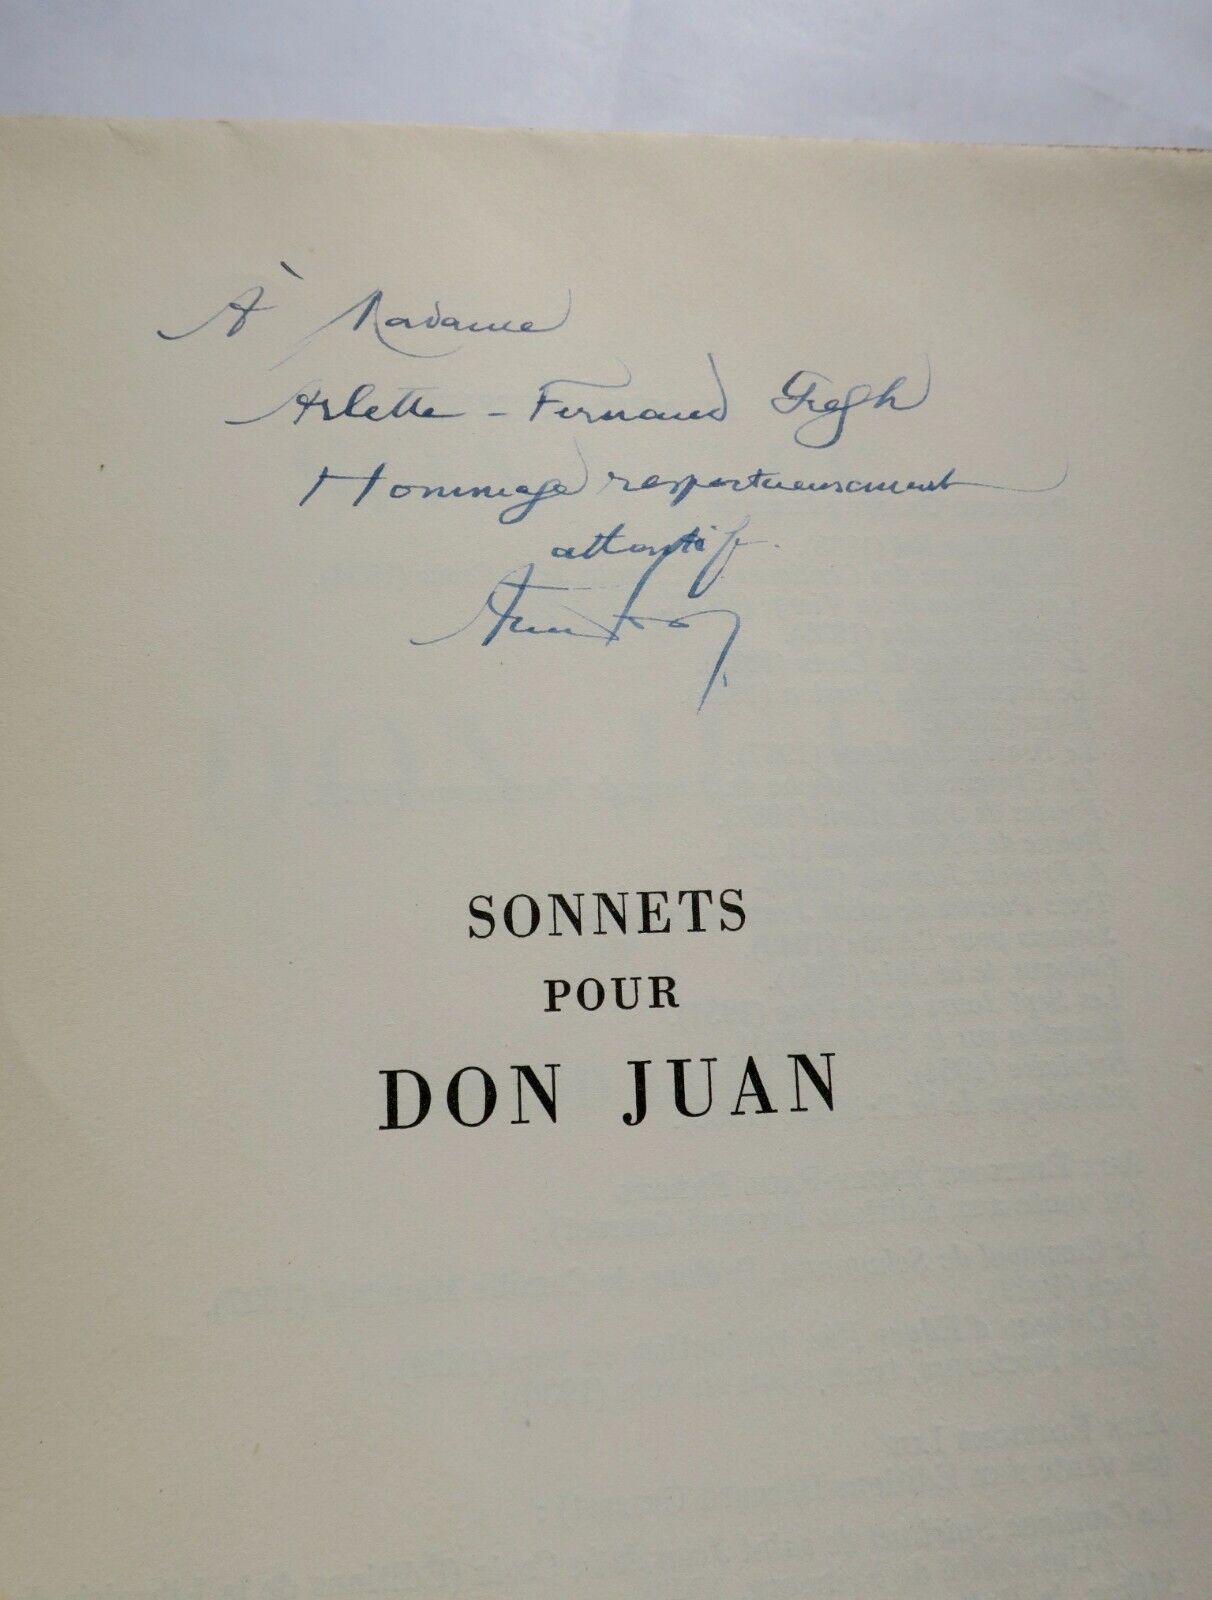 À Madame
Arlette - Fernand Gregh
Hommage respectueusement
attentif.
SONNETS
POUR
DON JUAN